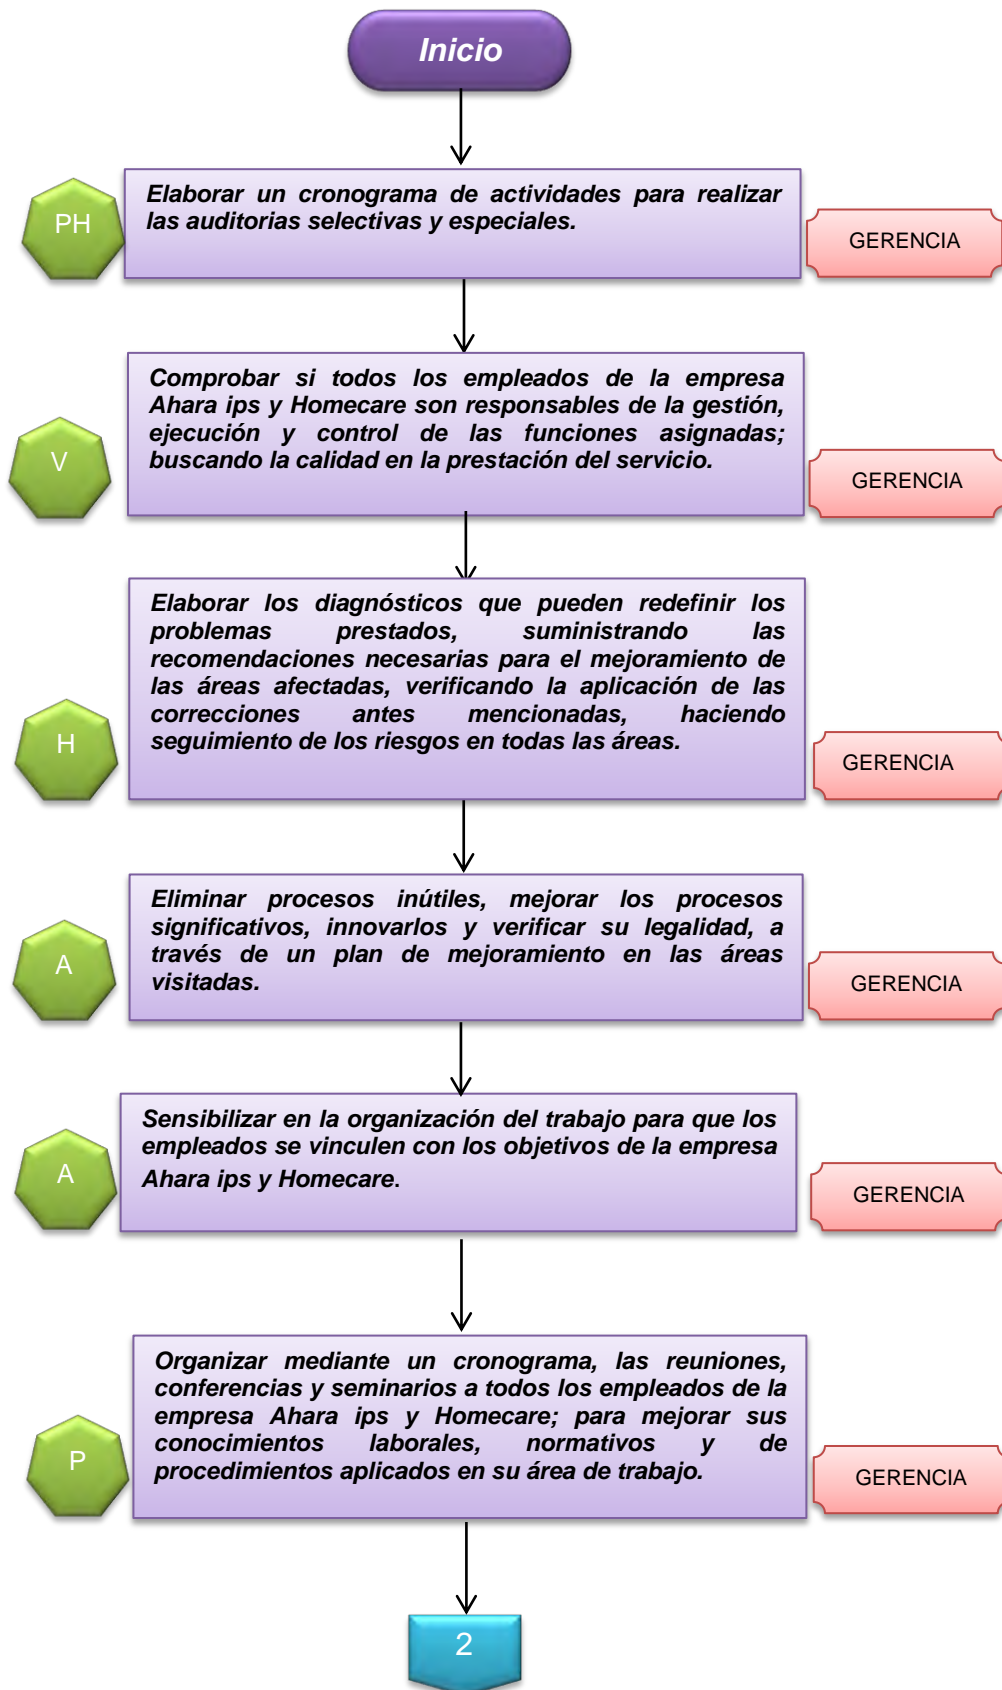 Inicio
PH
Elaborar un cronograma de actividades para realizar
las auditorias selectivas y especiales.
GERENCIA
V
Comprobar si todos los empleados de la empresa
Ahara ips y Homecare son responsables de la gestión,
ejecución y control de las funciones asignadas;
buscando la calidad en la prestación del servicio.
GERENCIA
H
Elaborar los diagnósticos que pueden redefinir los
problemas prestados, suministrando las
recomendaciones necesarias para el mejoramiento de
las áreas afectadas, verificando la aplicación de las
correcciones antes mencionadas, haciendo
seguimiento de los riesgos en todas las áreas.
GERENCIA
A
Eliminar procesos inútiles, mejorar los procesos
significativos, innovarlos y verificar su legalidad, a
través de un plan de mejoramiento en las áreas
visitadas.
GERENCIA
A
Sensibilizar en la organización del trabajo para que los
empleados se vinculen con los objetivos de la empresa
Ahara ips y Homecare.
GERENCIA
P
Organizar mediante un cronograma, las reuniones,
conferencias y seminarios a todos los empleados de la
empresa Ahara ips y Homecare; para mejorar sus
conocimientos laborales, normativos y de
procedimientos aplicados en su área de trabajo.
GERENCIA
2